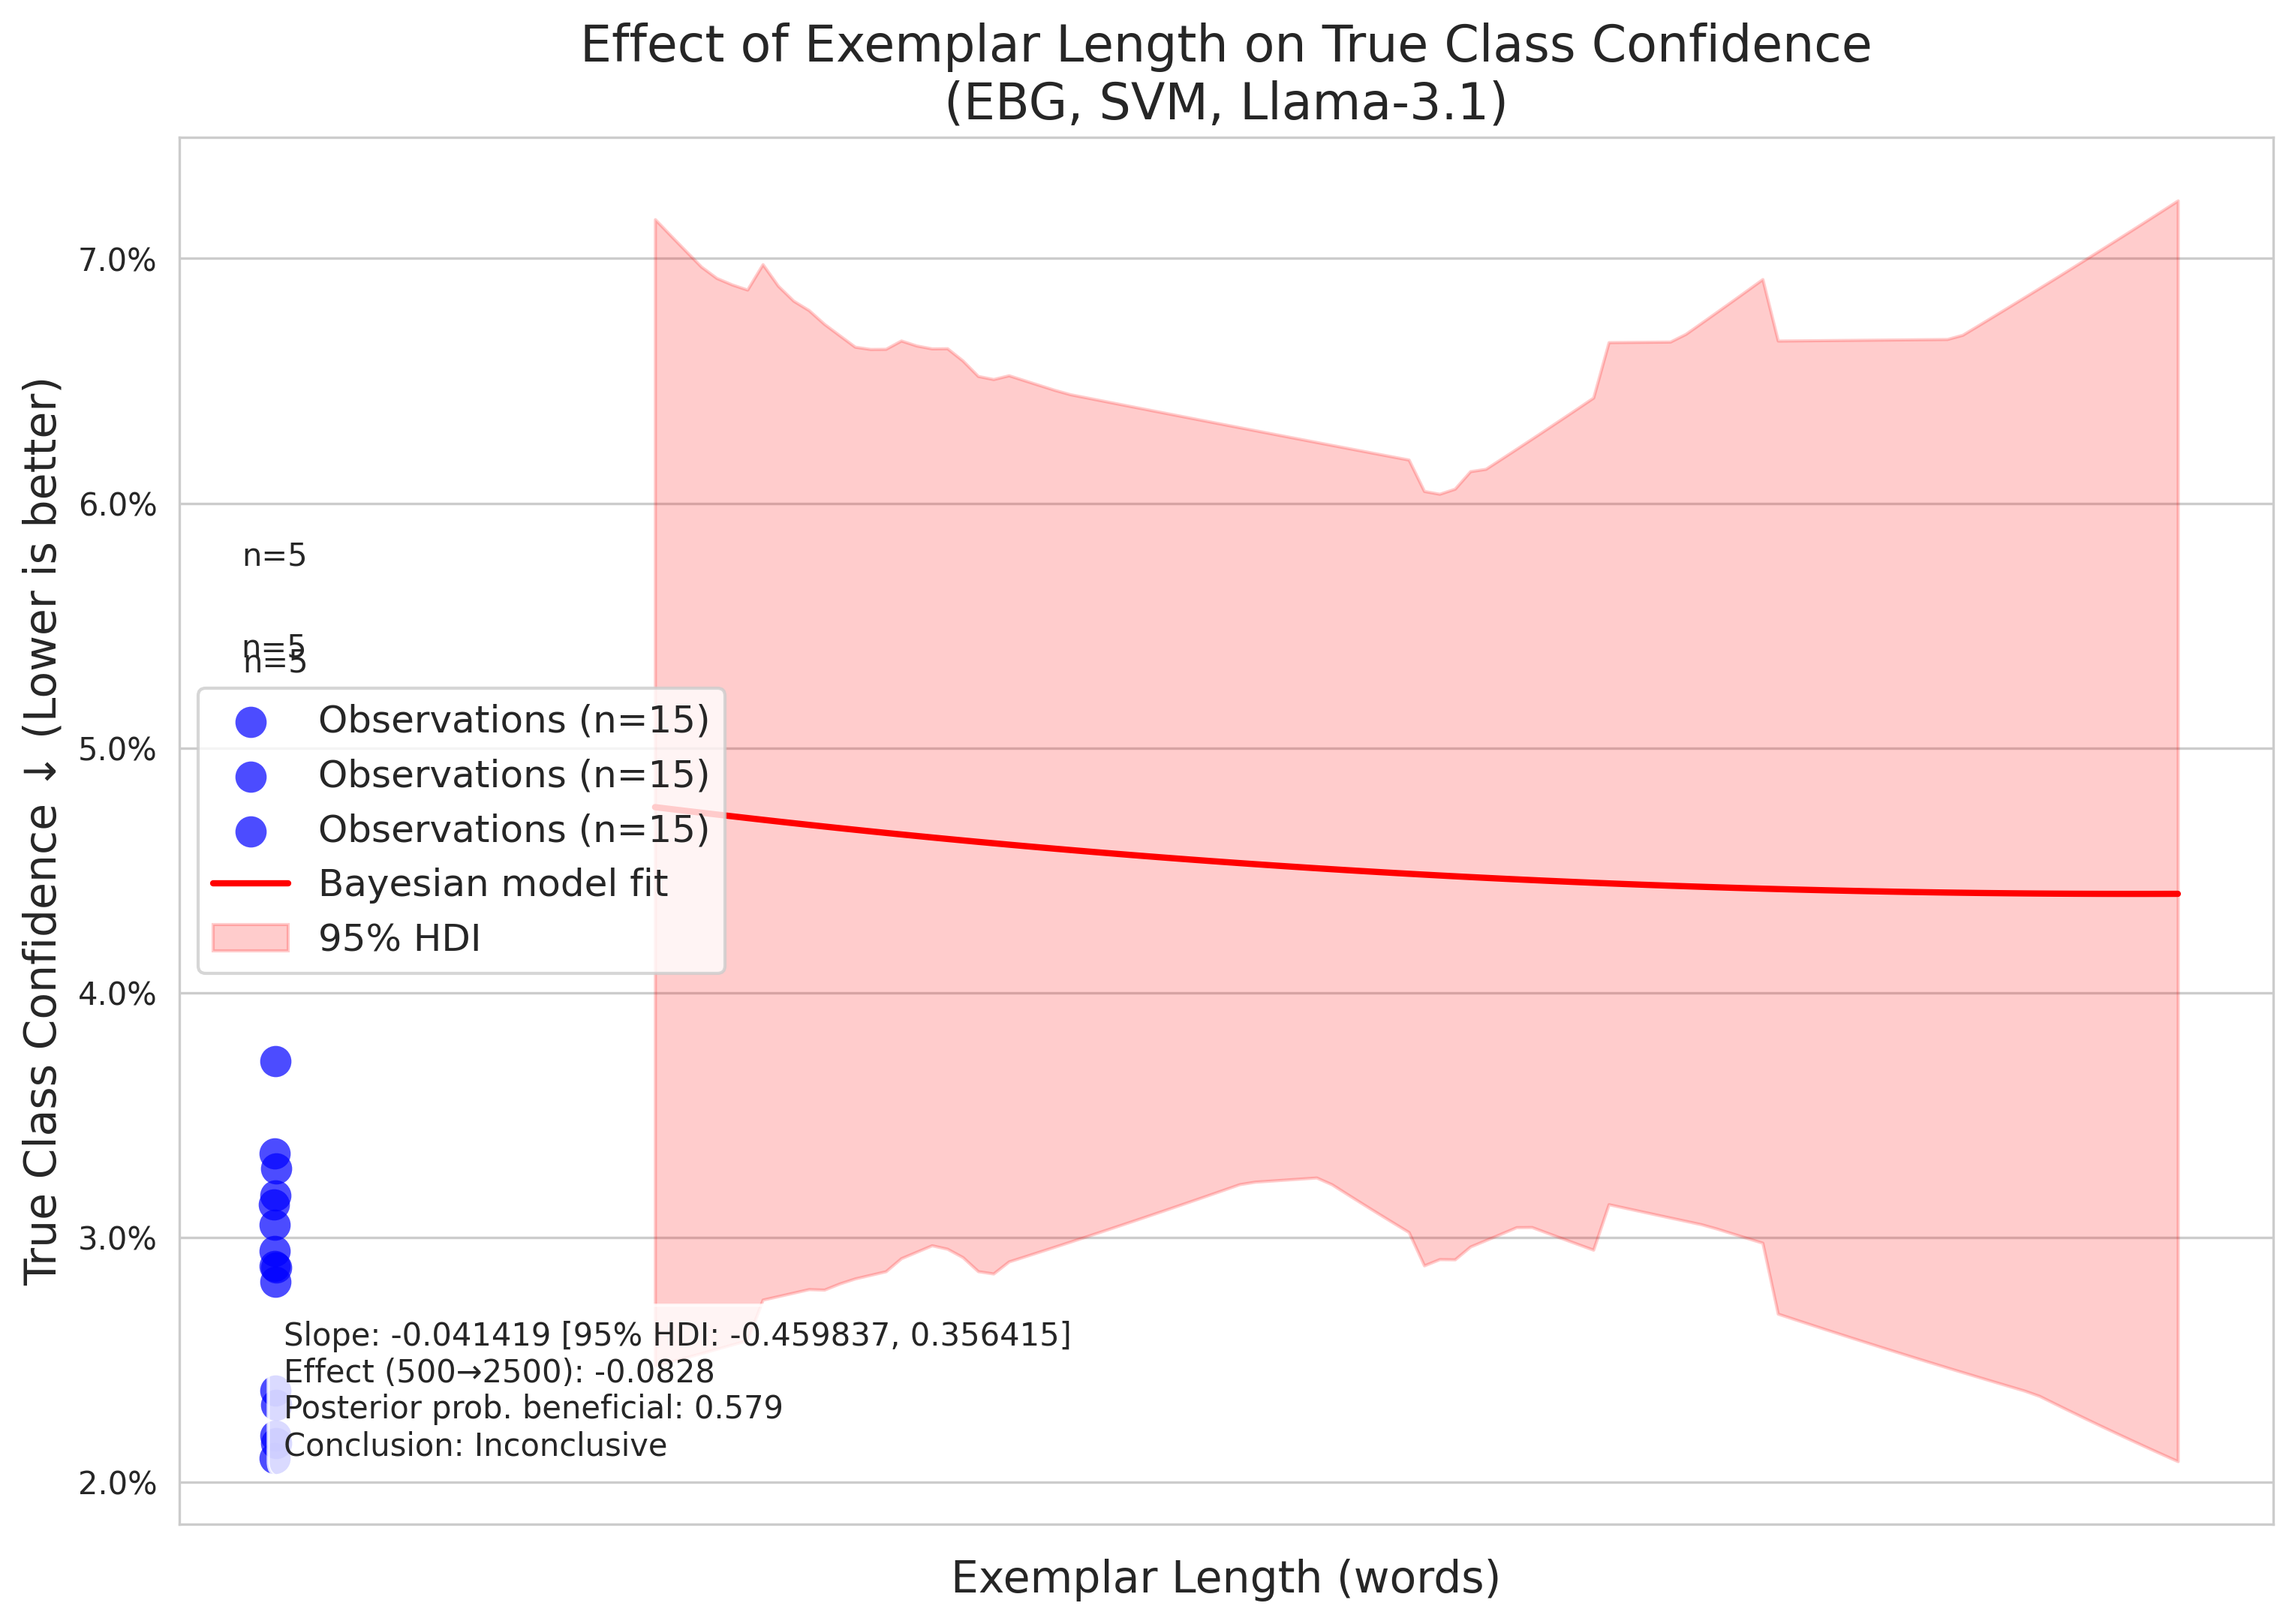 Effect of Exemplar Length on True Class Confidence
(EBG, SVM, Llama-3.1)
True Class Confidence ↓ (Lower is better)
7.0%
6.0%
5.0%
4.0%
3.0%
2.0%
n=5
n=5
n=5
Observations (n=15)
Observations (n=15)
Observations (n=15)
Bayesian model fit
95% HDI
Slope: -0.041419 [95% HDI: -0.459837, 0.356415]
Effect (500→2500): -0.0828
Posterior prob. beneficial: 0.579
Conclusion: Inconclusive
Exemplar Length (words)